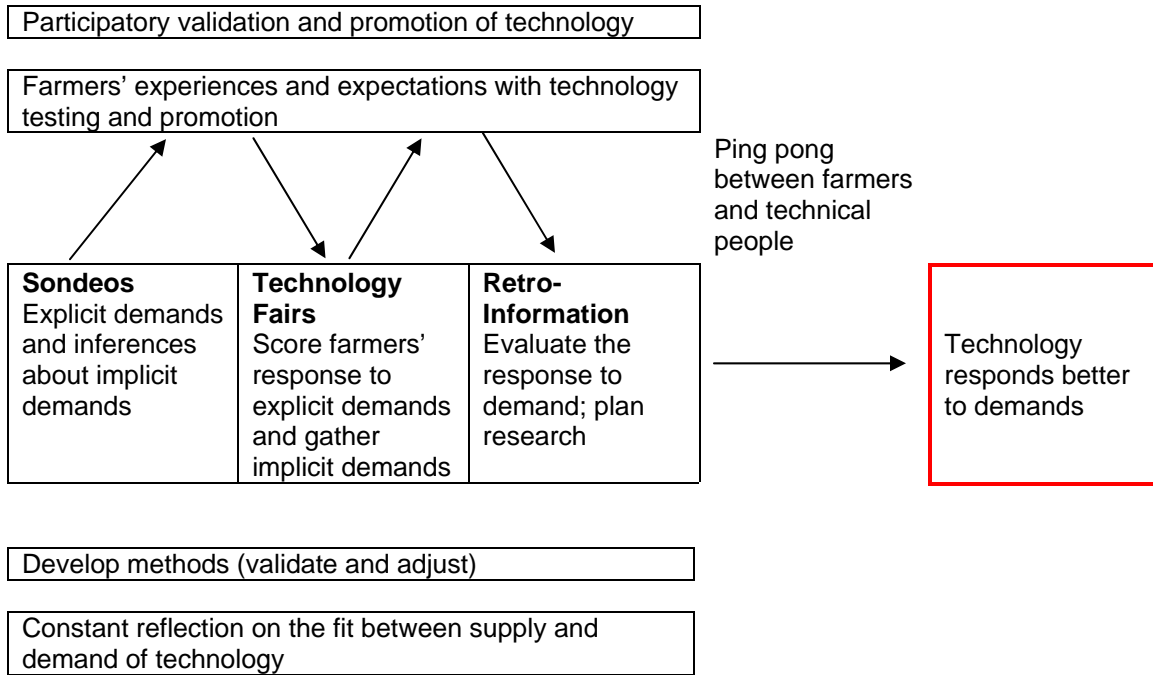 Participatory validation and promotion of technology
Farmers’ experiences and expectations with technology
testing and promotion
Ping pong
between farmers
and technical
people
Sondeos
Explicit demands
and inferences
about implicit
demands
Technology
Fairs
Score farmers’
response to
explicit demands
and gather
implicit demands
Retro-
Information
Evaluate the
response to
demand; plan
research
Technology
responds better
to demands
Develop methods (validate and adjust)
Constant reflection on the fit between supply and
demand of technology